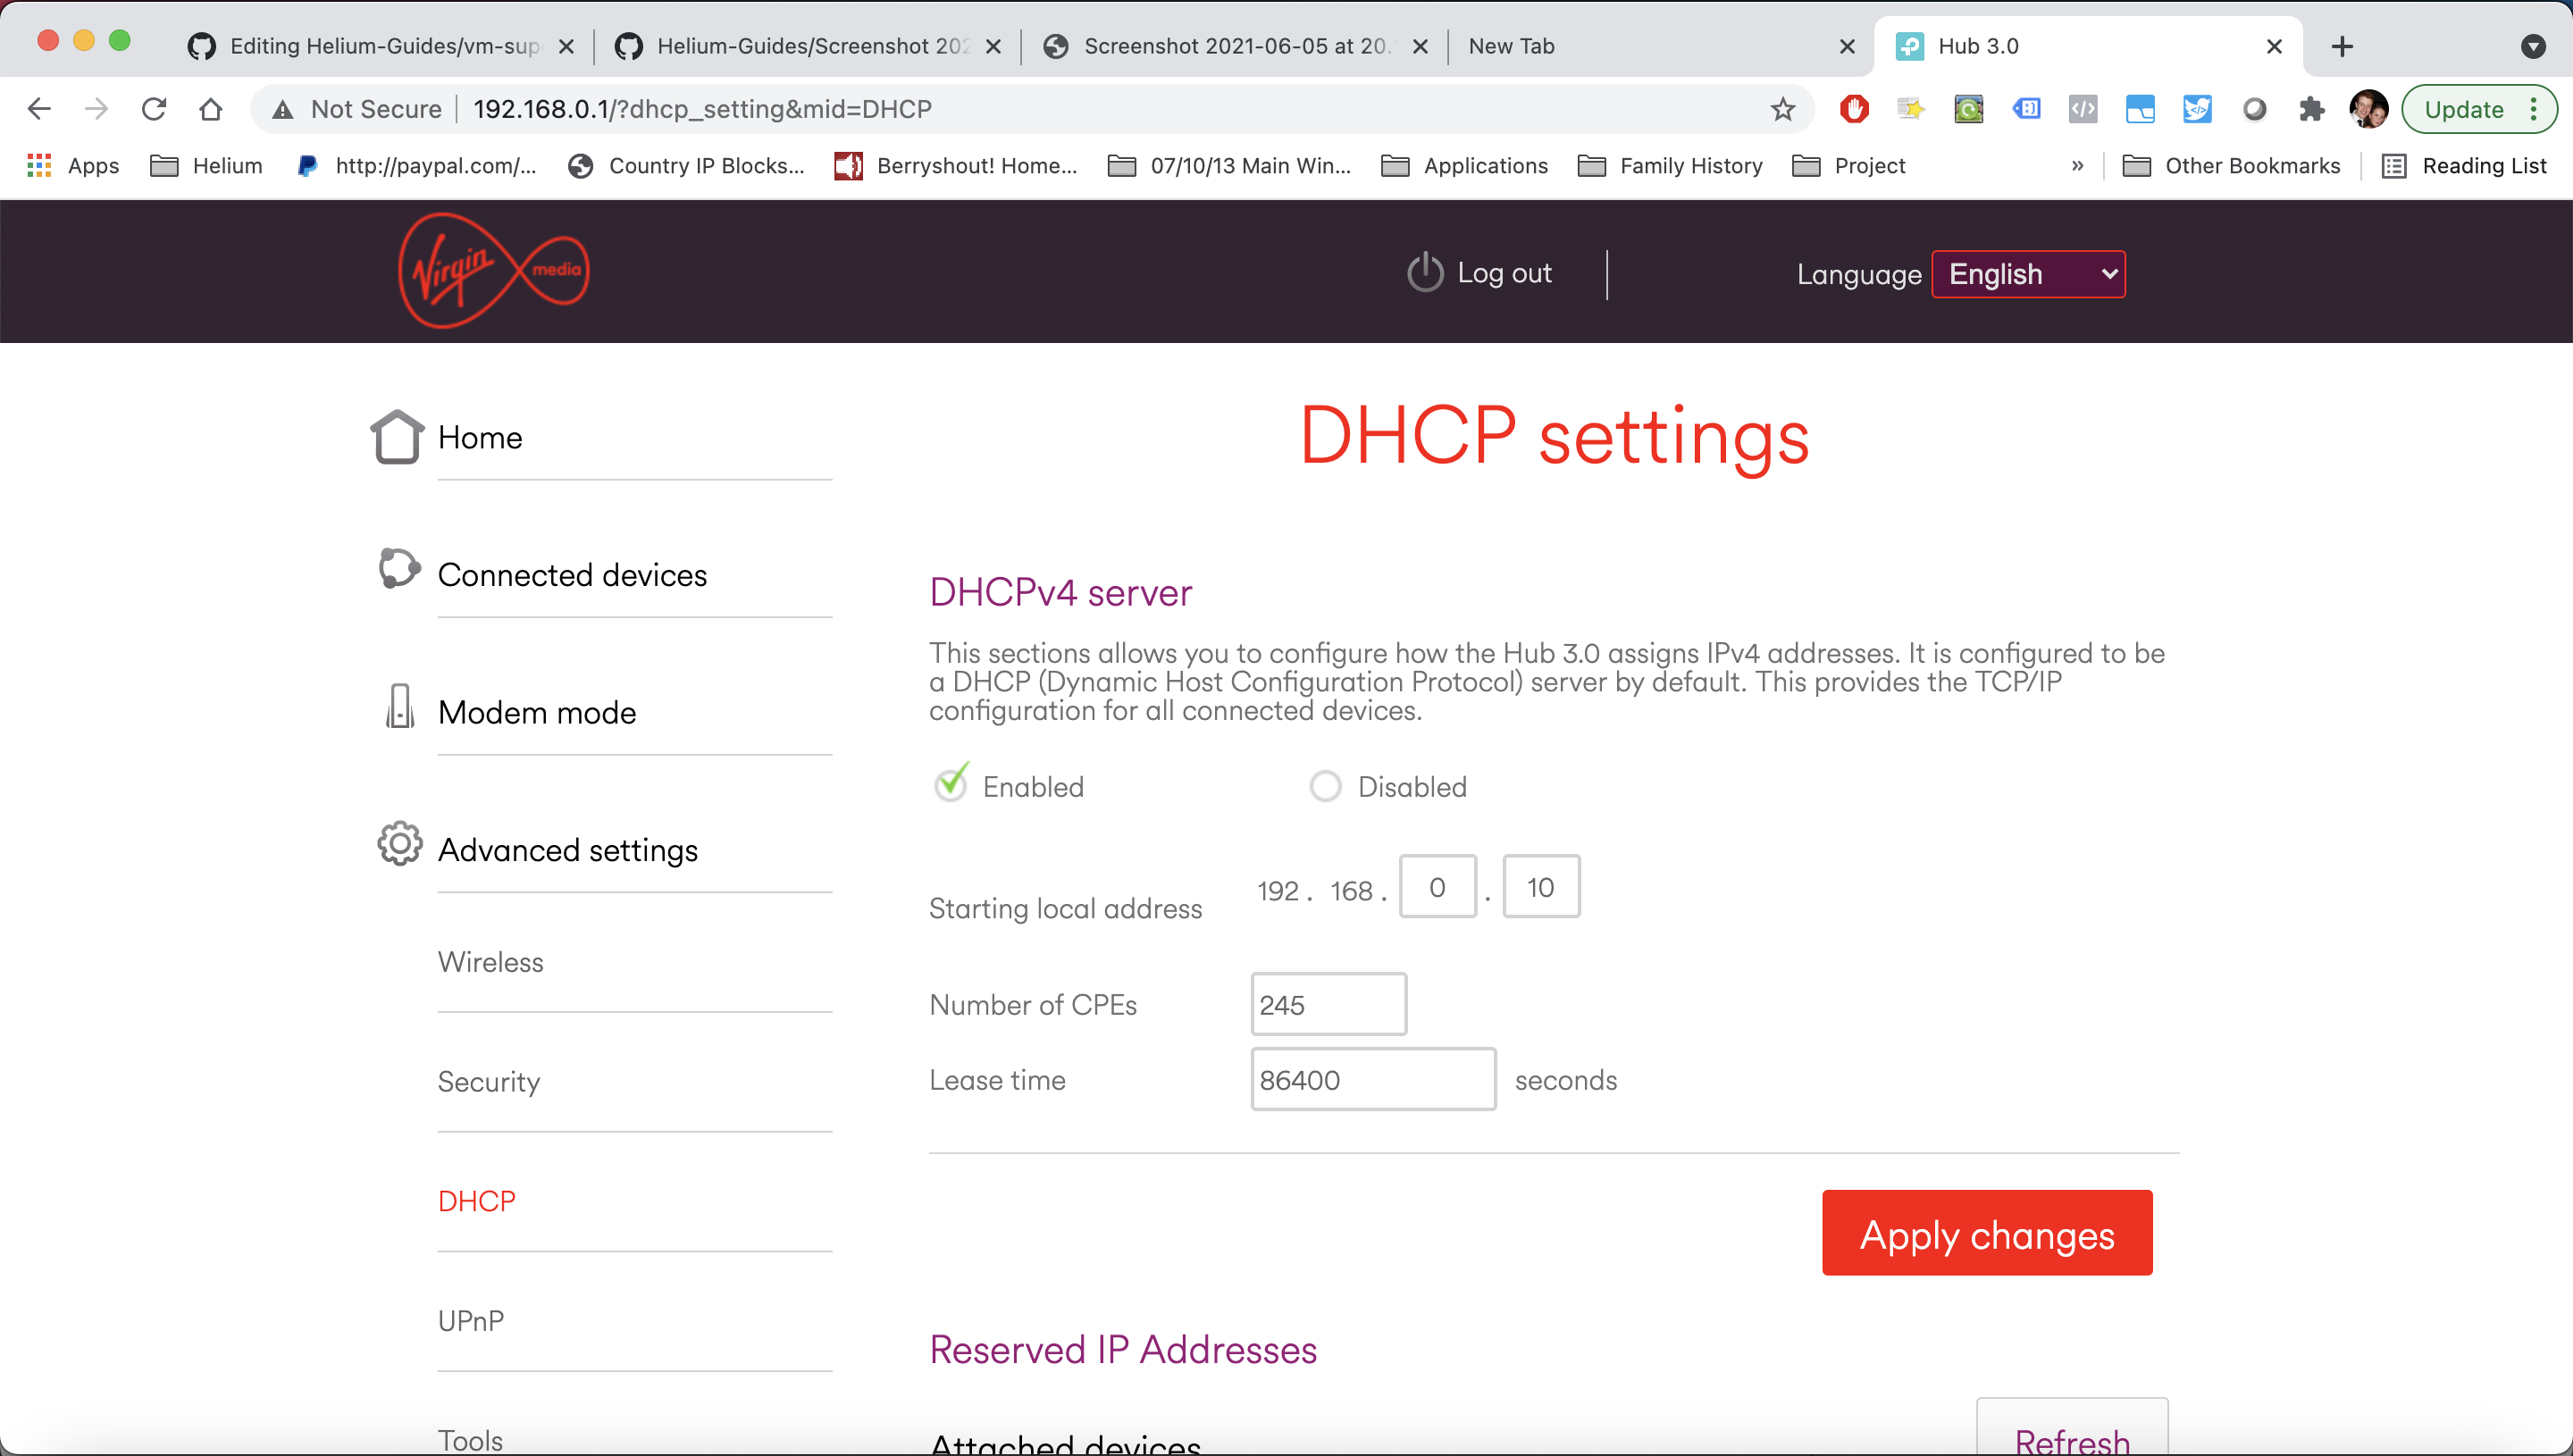 Editing Helium-Guides/vm-sup
Helium-Guides/Screenshot 202
Screenshot 2021-06-05 at 20.
New Tab
Hub 3.0
Not Secure
192.168.0.1/?dhcp_setting&mid=DHCP
Update
Apps
Helium
http://paypal.com/...
Country IP Blocks...
Berryshout! Home...
07/10/13 Main Win...
Applications
Family History
Project
»
Other Bookmarks
Reading List
Virgin media
Log out
Language
English
Home
Connected devices
Modem mode
Advanced settings
Wireless
Security
DHCP
UPnP
Tools
DHCP settings
DHCPv4 server
This sections allows you to configure how the Hub 3.0 assigns IPv4 addresses. It is configured to be
a DHCP (Dynamic Host Configuration Protocol) server by default. This provides the TCP/IP
configuration for all connected devices.
Enabled
Disabled
Starting local address 192 . 168 . 0 . 10
Number of CPEs 245
Lease time 86400 seconds
Apply changes
Reserved IP Addresses
Attached devices
Refresh